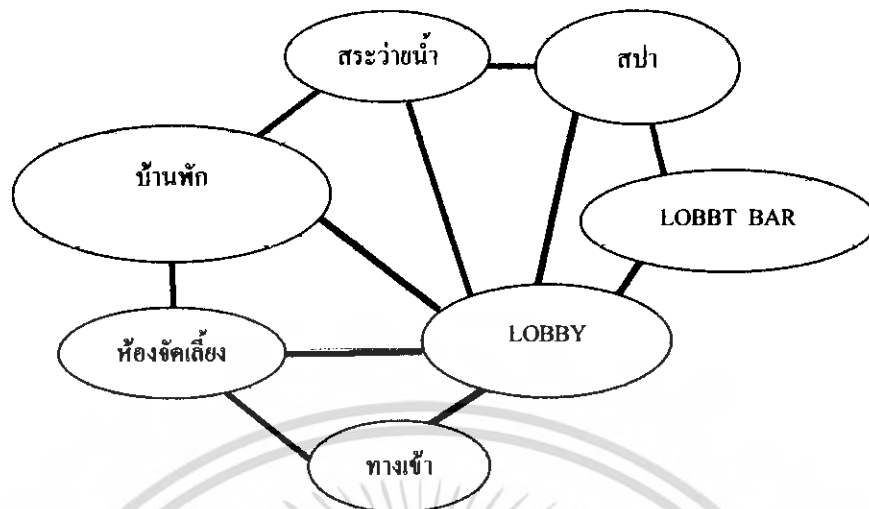 สระว่ายน้ำ
สปา
บ้านพัก
LOBBT BAR
LOBBY
ห้องจัดเลี้ยง
ทางเข้า